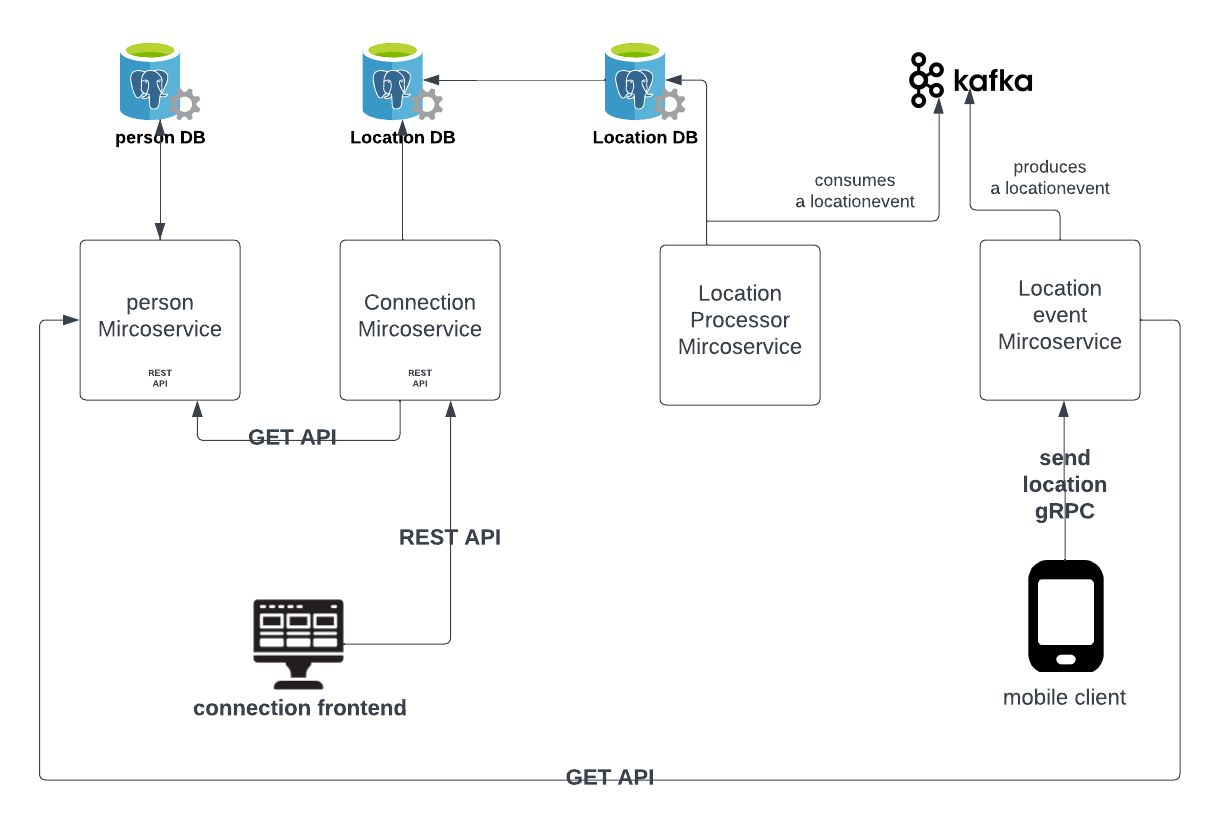 kafka
person DB
Location DB
Location DB
consumes
a locationevent
produces
a locationevent
person
Mircoservice
REST
API
Connection
Mircoservice
REST
API
Location
Processor
Mircoservice
Location
event
Mircoservice
GET API
send
location
gRPC
REST API
connection frontend
mobile client
GET API